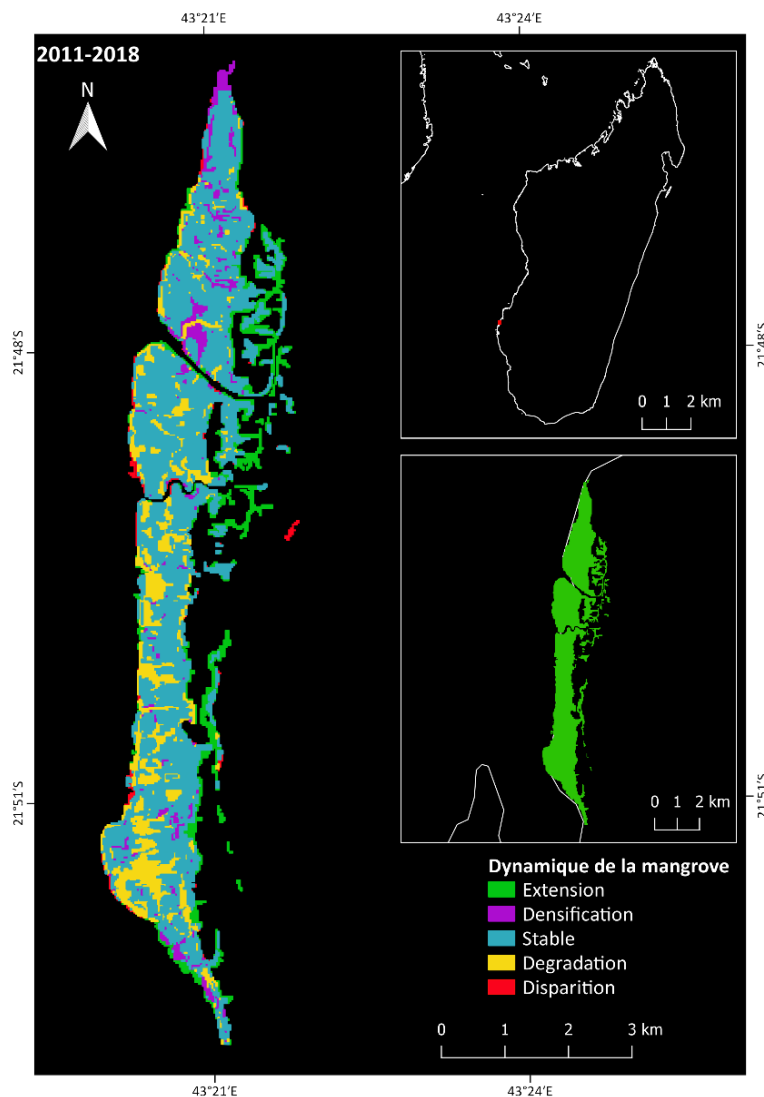 43°21'E 43°24'E
2011-2018
N
21°48'S 21°48'S
0 1 2 km
21°51'S 21°51'S
0 1 2 km
Dynamique de la mangrove
Extension
Densification
Stable
Degradation
Disparition
0 1 2 3 km
43°21'E 43°24'E